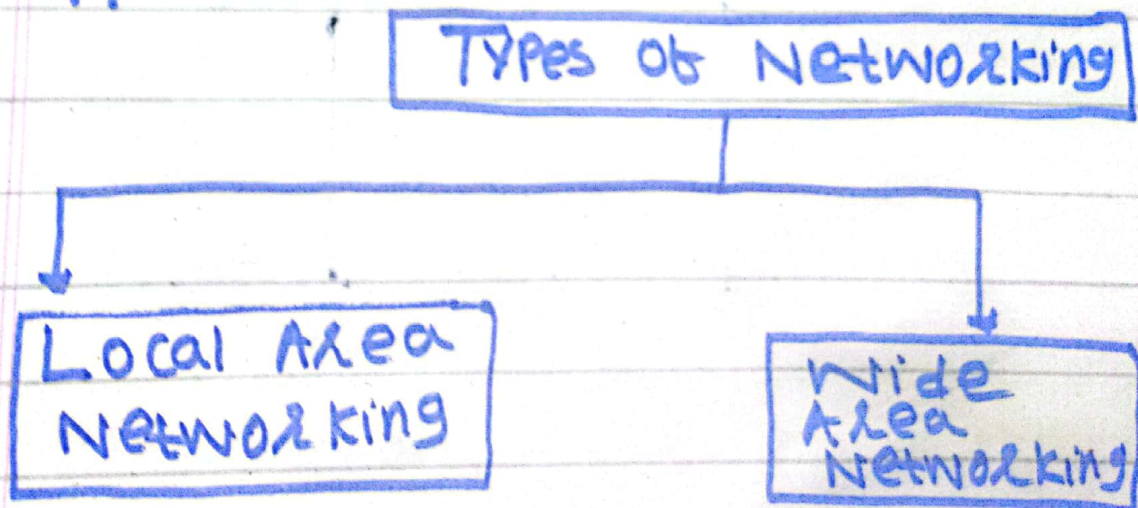 Types of Networking
Local Area
Networking
Wide
Area
Networking